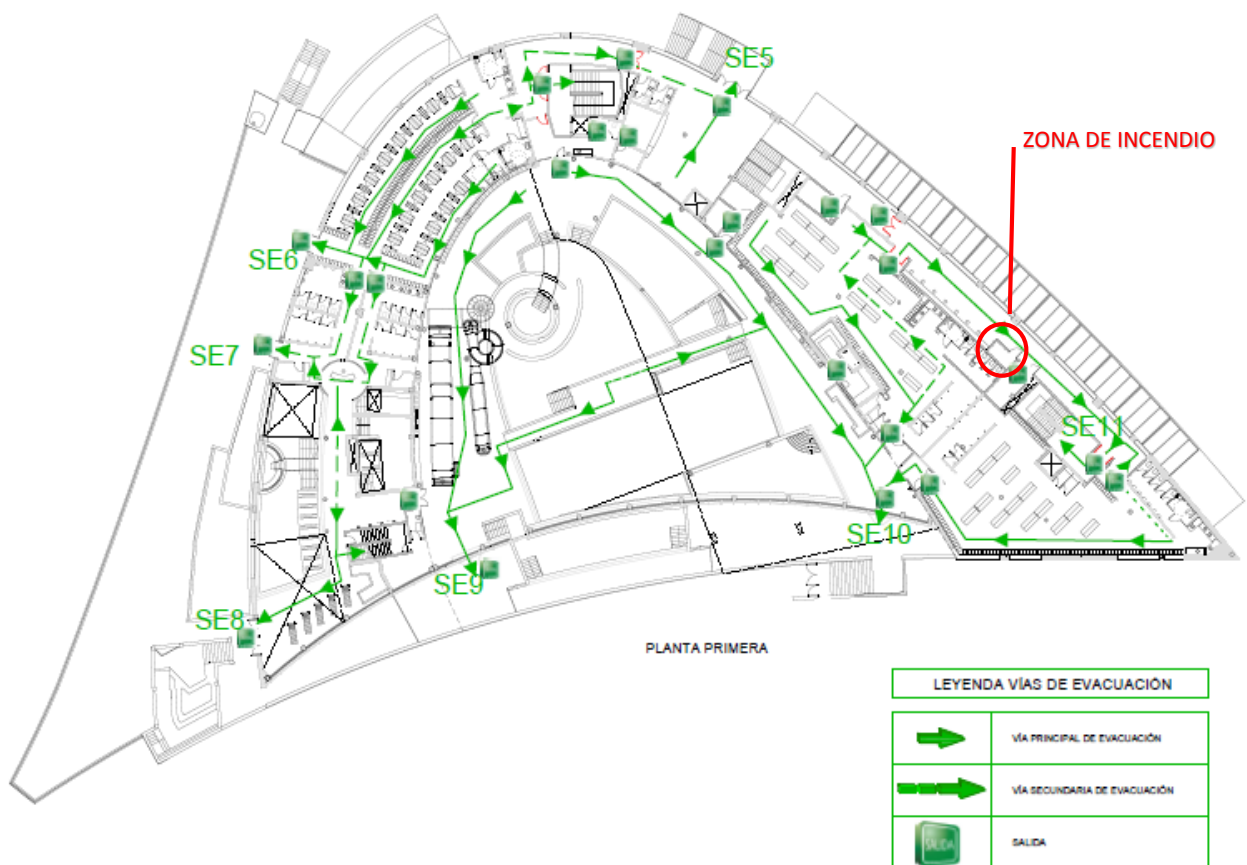 SE5
ZONA DE INCENDIO
SE6
SE7
SE11
SE10
SE9
SE8
PLANTA PRIMERA
LEYENDA VÍAS DE EVACUACIÓN
VÍA PRINCIPAL DE EVACUACIÓN
VÍA SECUNDARIA DE EVACUACIÓN
SALIDA
SALIDA